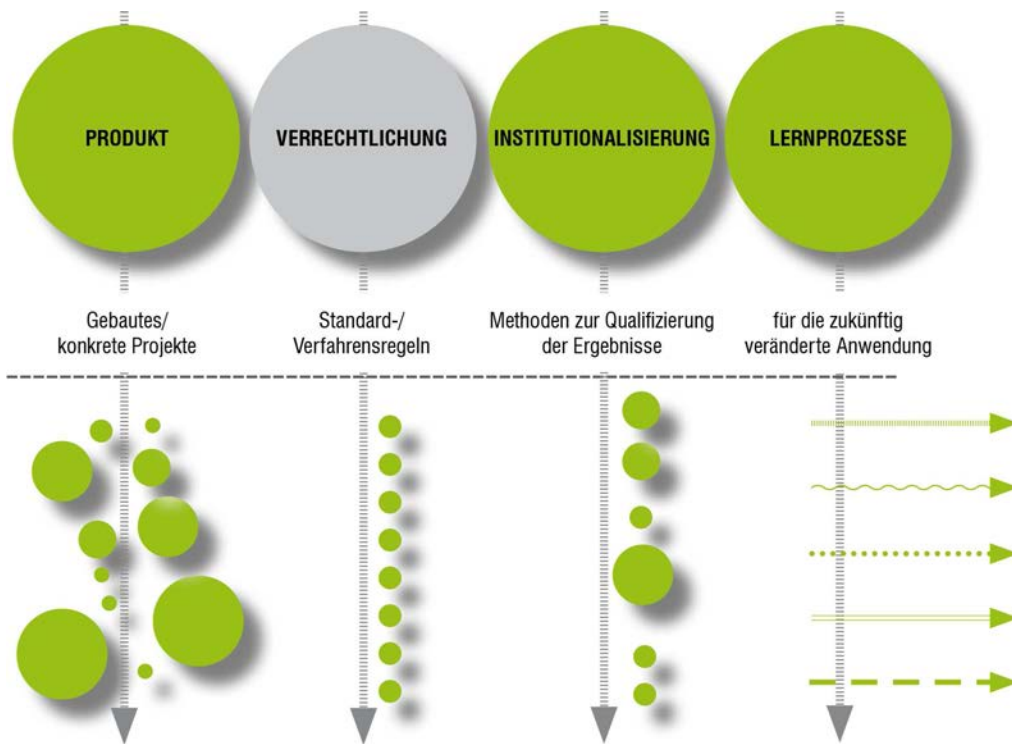 PRODUKT
VERRECHTLICHUNG
INSTITUTIONALISIERUNG
LERNPROZESSE
Gebautes/
konkrete Projekte
Standard-/
Verfahrensregeln
Methoden zur Qualifizierung
der Ergebnisse
für die zukünftig
veränderte Anwendung